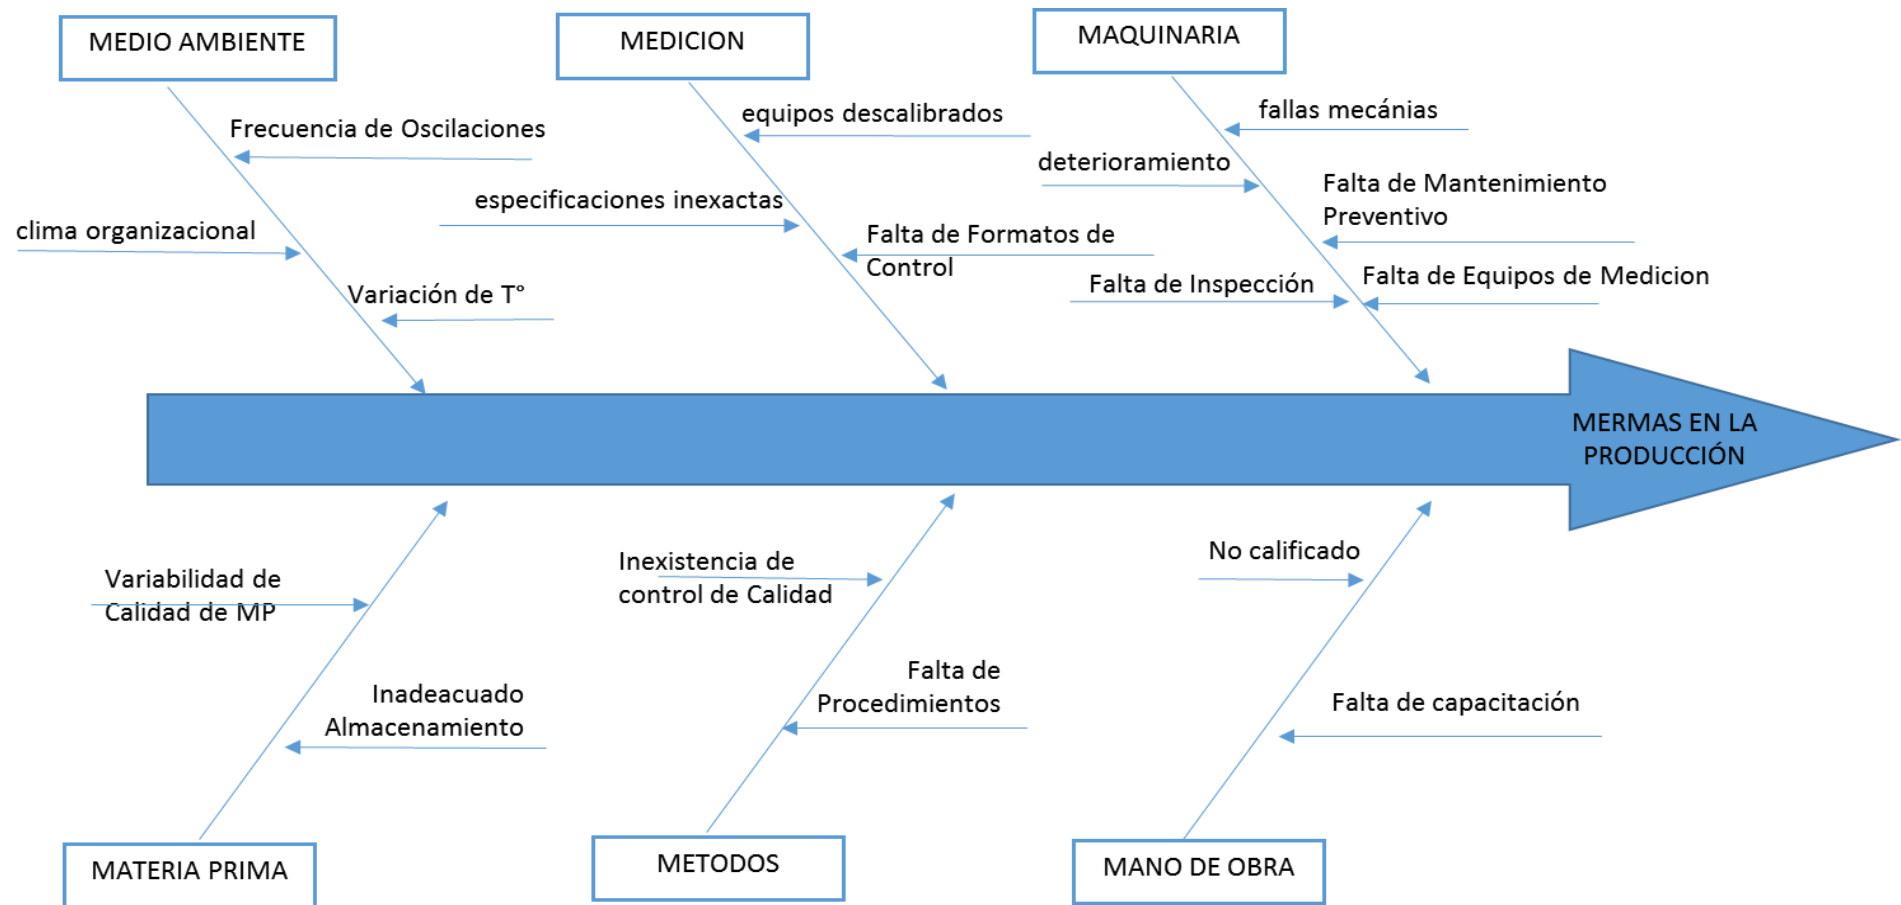 MEDIO AMBIENTE
MEDICION
MAQUINARIA
Frecuencia de Oscilaciones
clima organizacional
Variación de T°
equipos descalibrados
especificaciones inexactas
Falta de Formatos de
Control
fallas mecánias
deterioramiento
Falta de Mantenimiento
Preventivo
Falta de Inspección
Falta de Equipos de Medicion
MERMAS EN LA
PRODUCCIÓN
Variabilidad de
Calidad de MP
Inadeacuado
Almacenamiento
Inexistencia de
control de Calidad
Falta de
Procedimientos
No calificado
Falta de capacitación
MATERIA PRIMA
METODOS
MANO DE OBRA